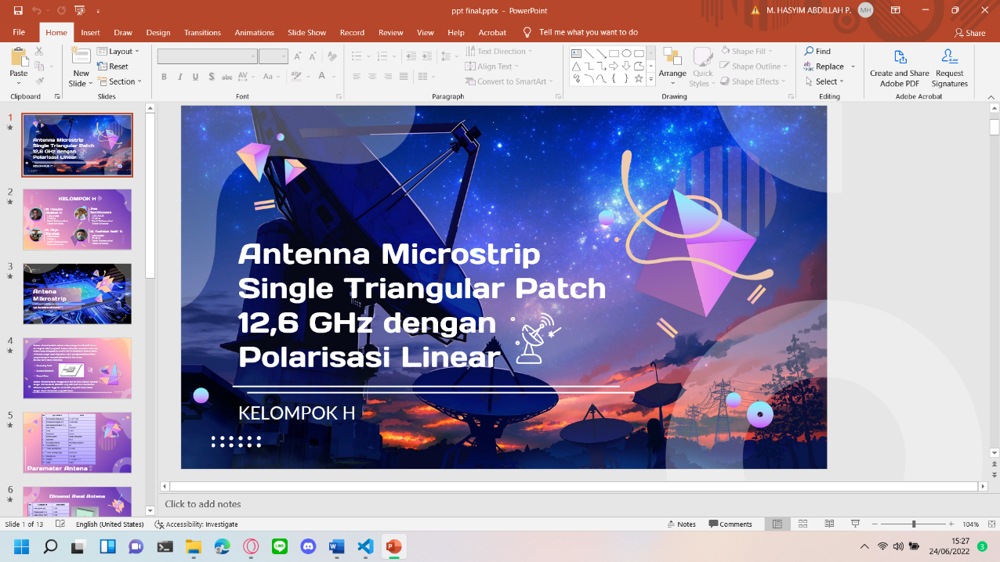 ppt final.pptx - PowerPoint
M. HASYIM ABDILLAH P.
MH
File Home Insert Draw Design Transitions Animations Slide Show Record Review View Help Acrobat Tell me what you want to do
Share
Paste
New
Slide
Layout
Reset
Section
B I U S abc AV Aa A
Text Direction
Align Text
Convert to SmartArt
Arrange
Quick
Styles
Shape Fill
Shape Outline
Shape Effects
Find
Replace
Select
Create and Share
Adobe PDF
Request
Signatures
Clipboard Slides Font Paragraph Drawing Editing Adobe Acrobat
1
Antenna Microstrip
Single Triangular Patch
12,6 GHz dengan
Polarisasi Linear
KELOMPOK H
2
KELOMPOK H
3
Antena
Mikrostrip
4
5
Parameter Antena
6
Dimensi Awal Antena
Antenna Microstrip
Single Triangular Patch
12,6 GHz dengan
Polarisasi Linear
KELOMPOK H
Click to add notes
Slide 1 of 13
English (United States)
Accessibility: Investigate
Notes
Comments
104%
15:27
24/06/2022
3